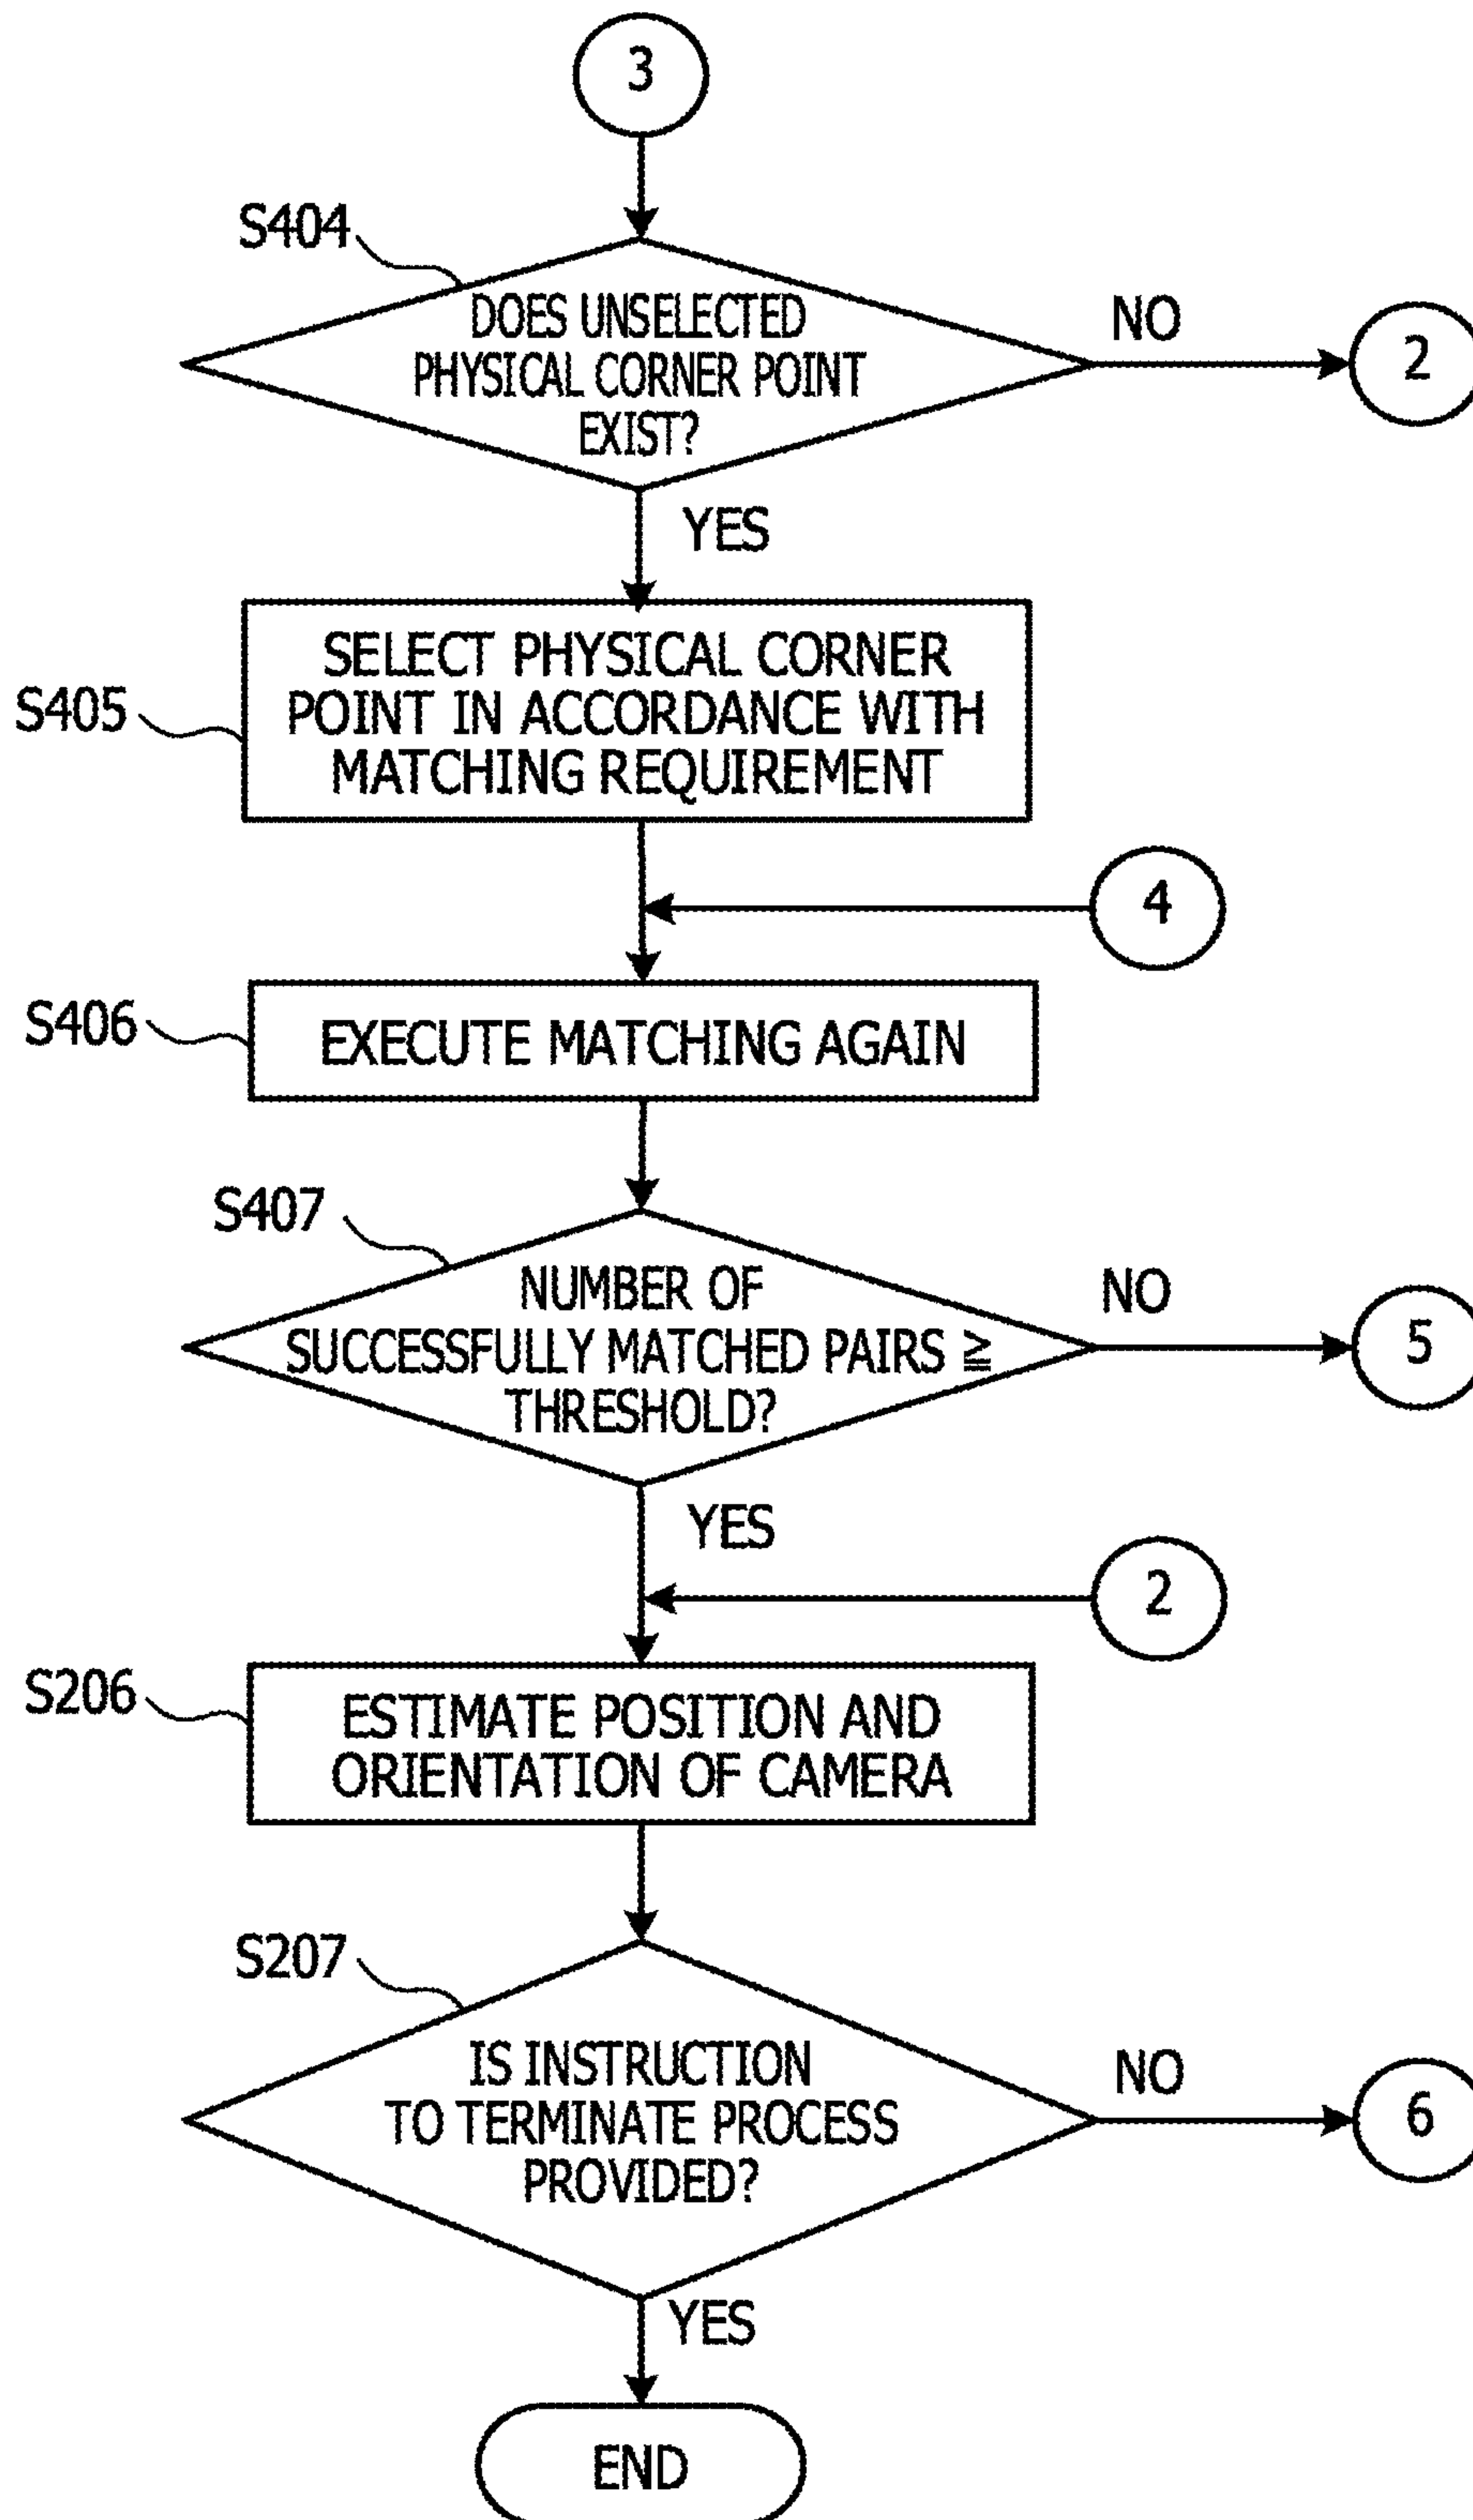 3
S404
DOES UNSELECTED
PHYSICAL CORNER POINT
EXIST?
NO
2
YES
S405
SELECT PHYSICAL CORNER
POINT IN ACCORDANCE WITH
MATCHING REQUIREMENT
4
S406
EXECUTE MATCHING AGAIN
S407
NUMBER OF
SUCCESSFULLY MATCHED PAIRS ≧
THRESHOLD?
NO
5
YES
2
S206
ESTIMATE POSITION AND
ORIENTATION OF CAMERA
S207
IS INSTRUCTION
TO TERMINATE PROCESS
PROVIDED?
NO
6
YES
END